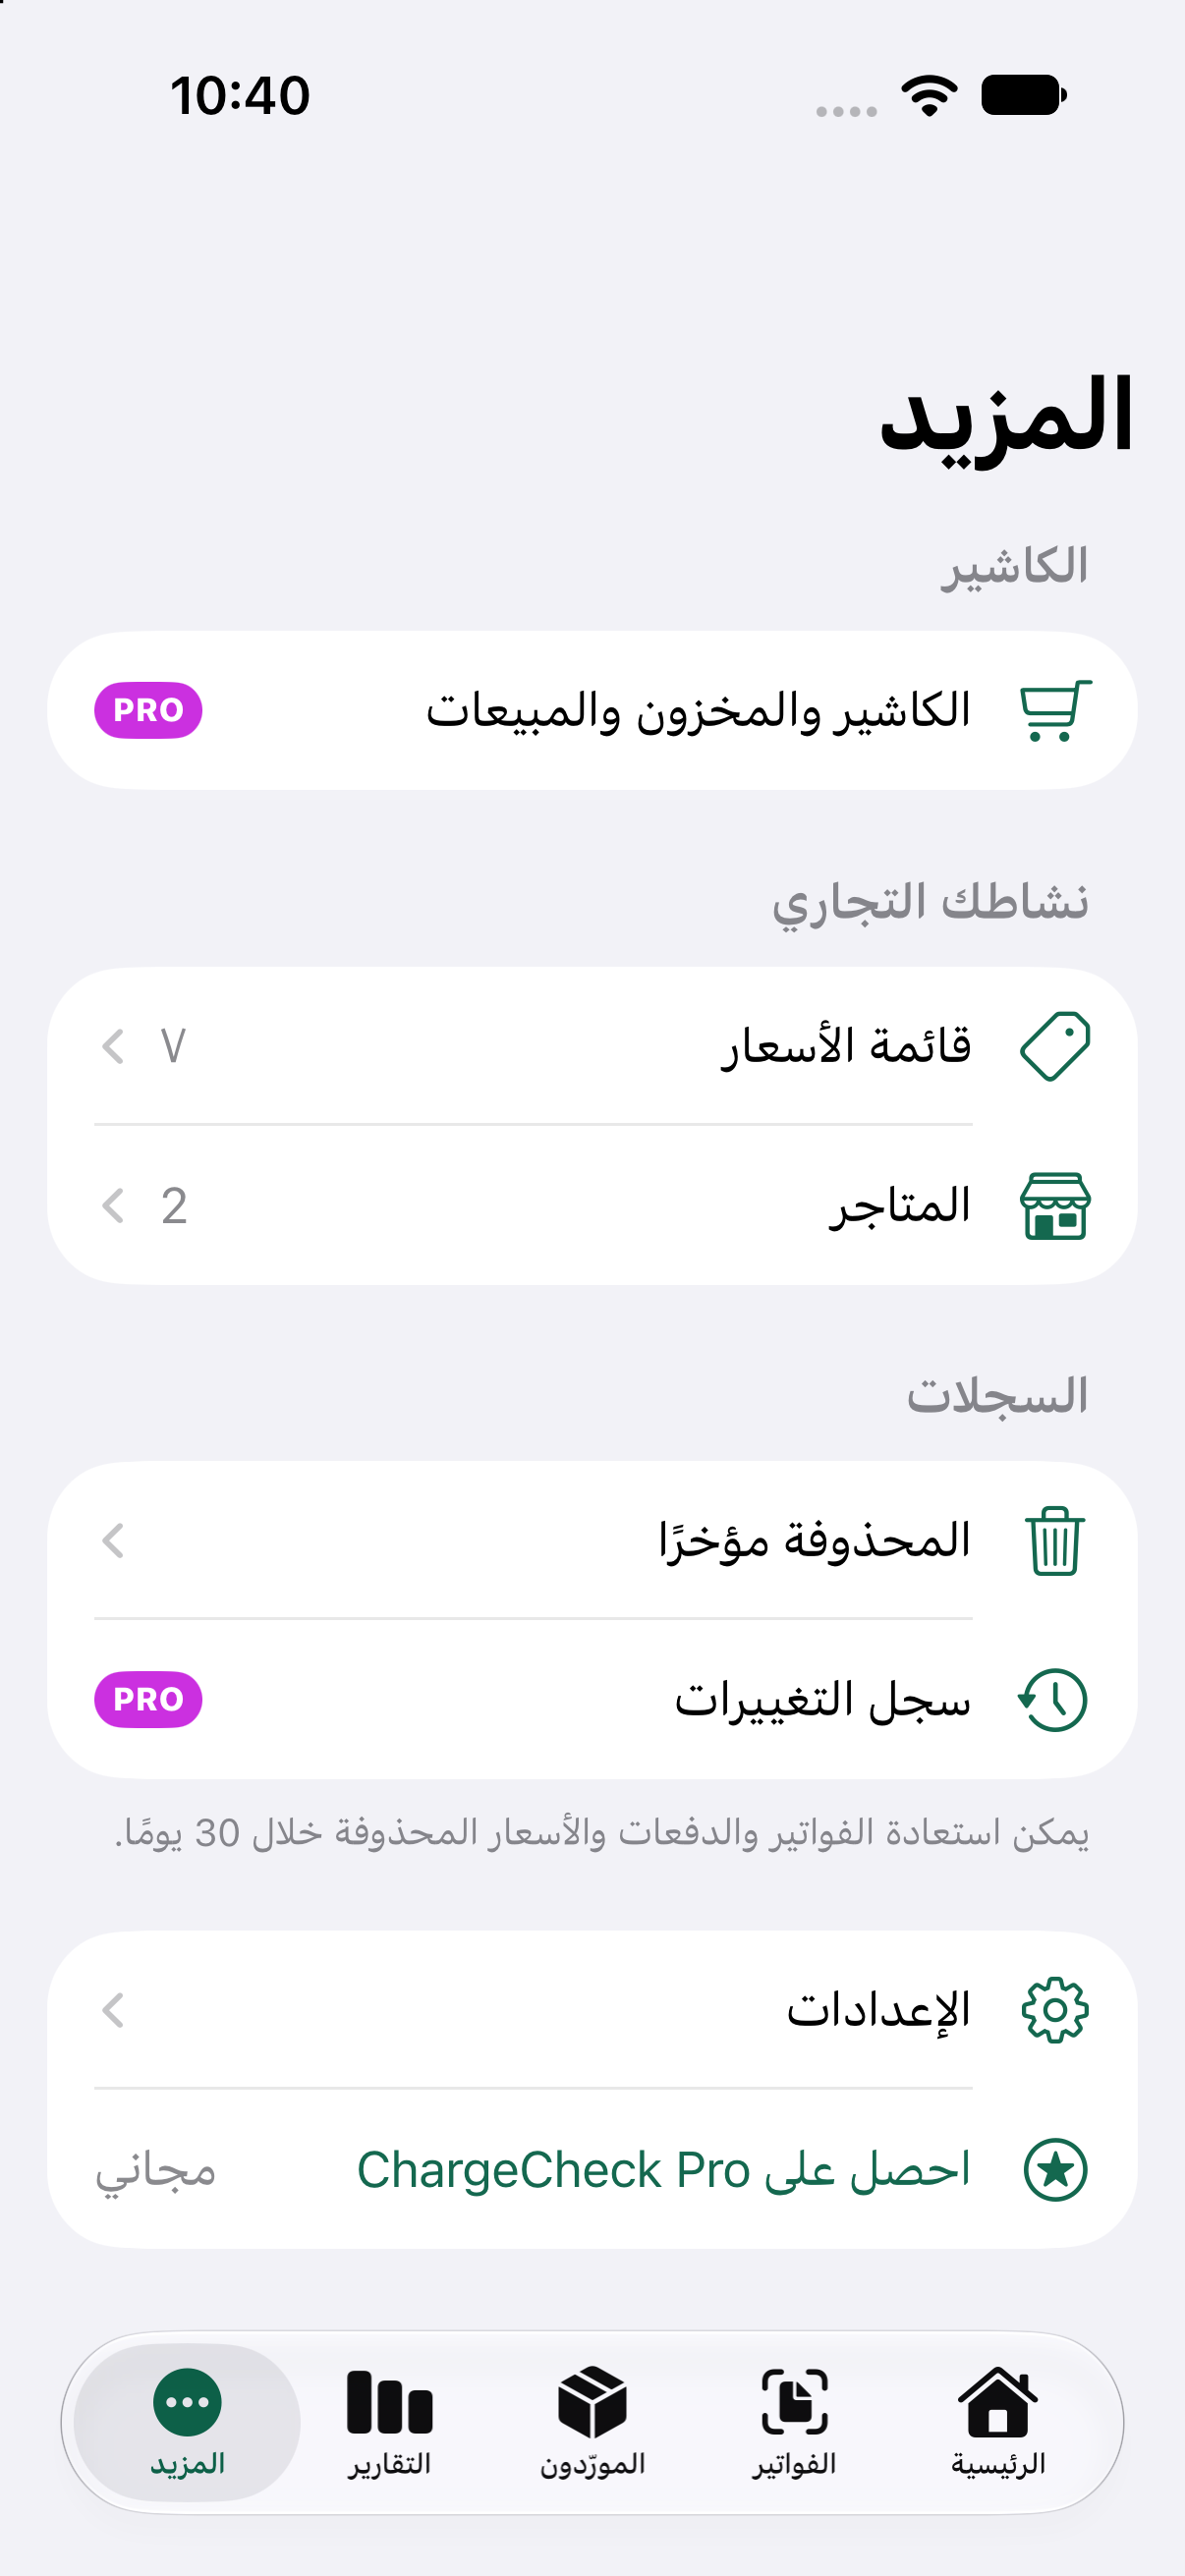 10:40
المزيد
الكاشير
الكاشير والمخزون والمبيعات PRO
نشاطك التجاري
قائمة الأسعار ٧
المتاجر 2
السجلات
المحذوفة مؤخرًا
سجل التغييرات PRO
يمكن استعادة الفواتير والدفعات والأسعار المحذوفة خلال 30 يومًا.
الإعدادات
احصل على ChargeCheck Pro مجاني
الرئيسية الفواتير المورّدون التقارير المزيد